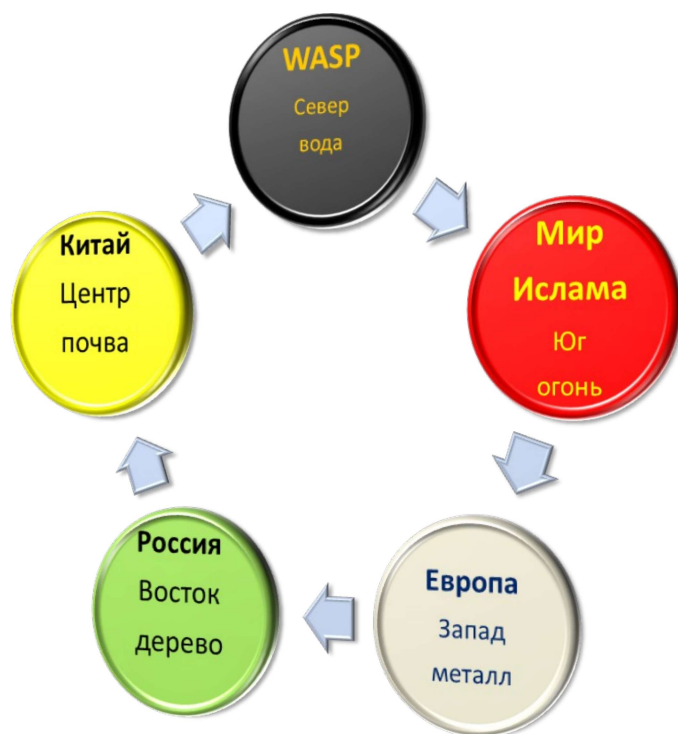 WASP
Север
вода
Мир
Ислама
Юг
огонь
Европа
Запад
металл
Россия
Восток
дерево
Китай
Центр
почва